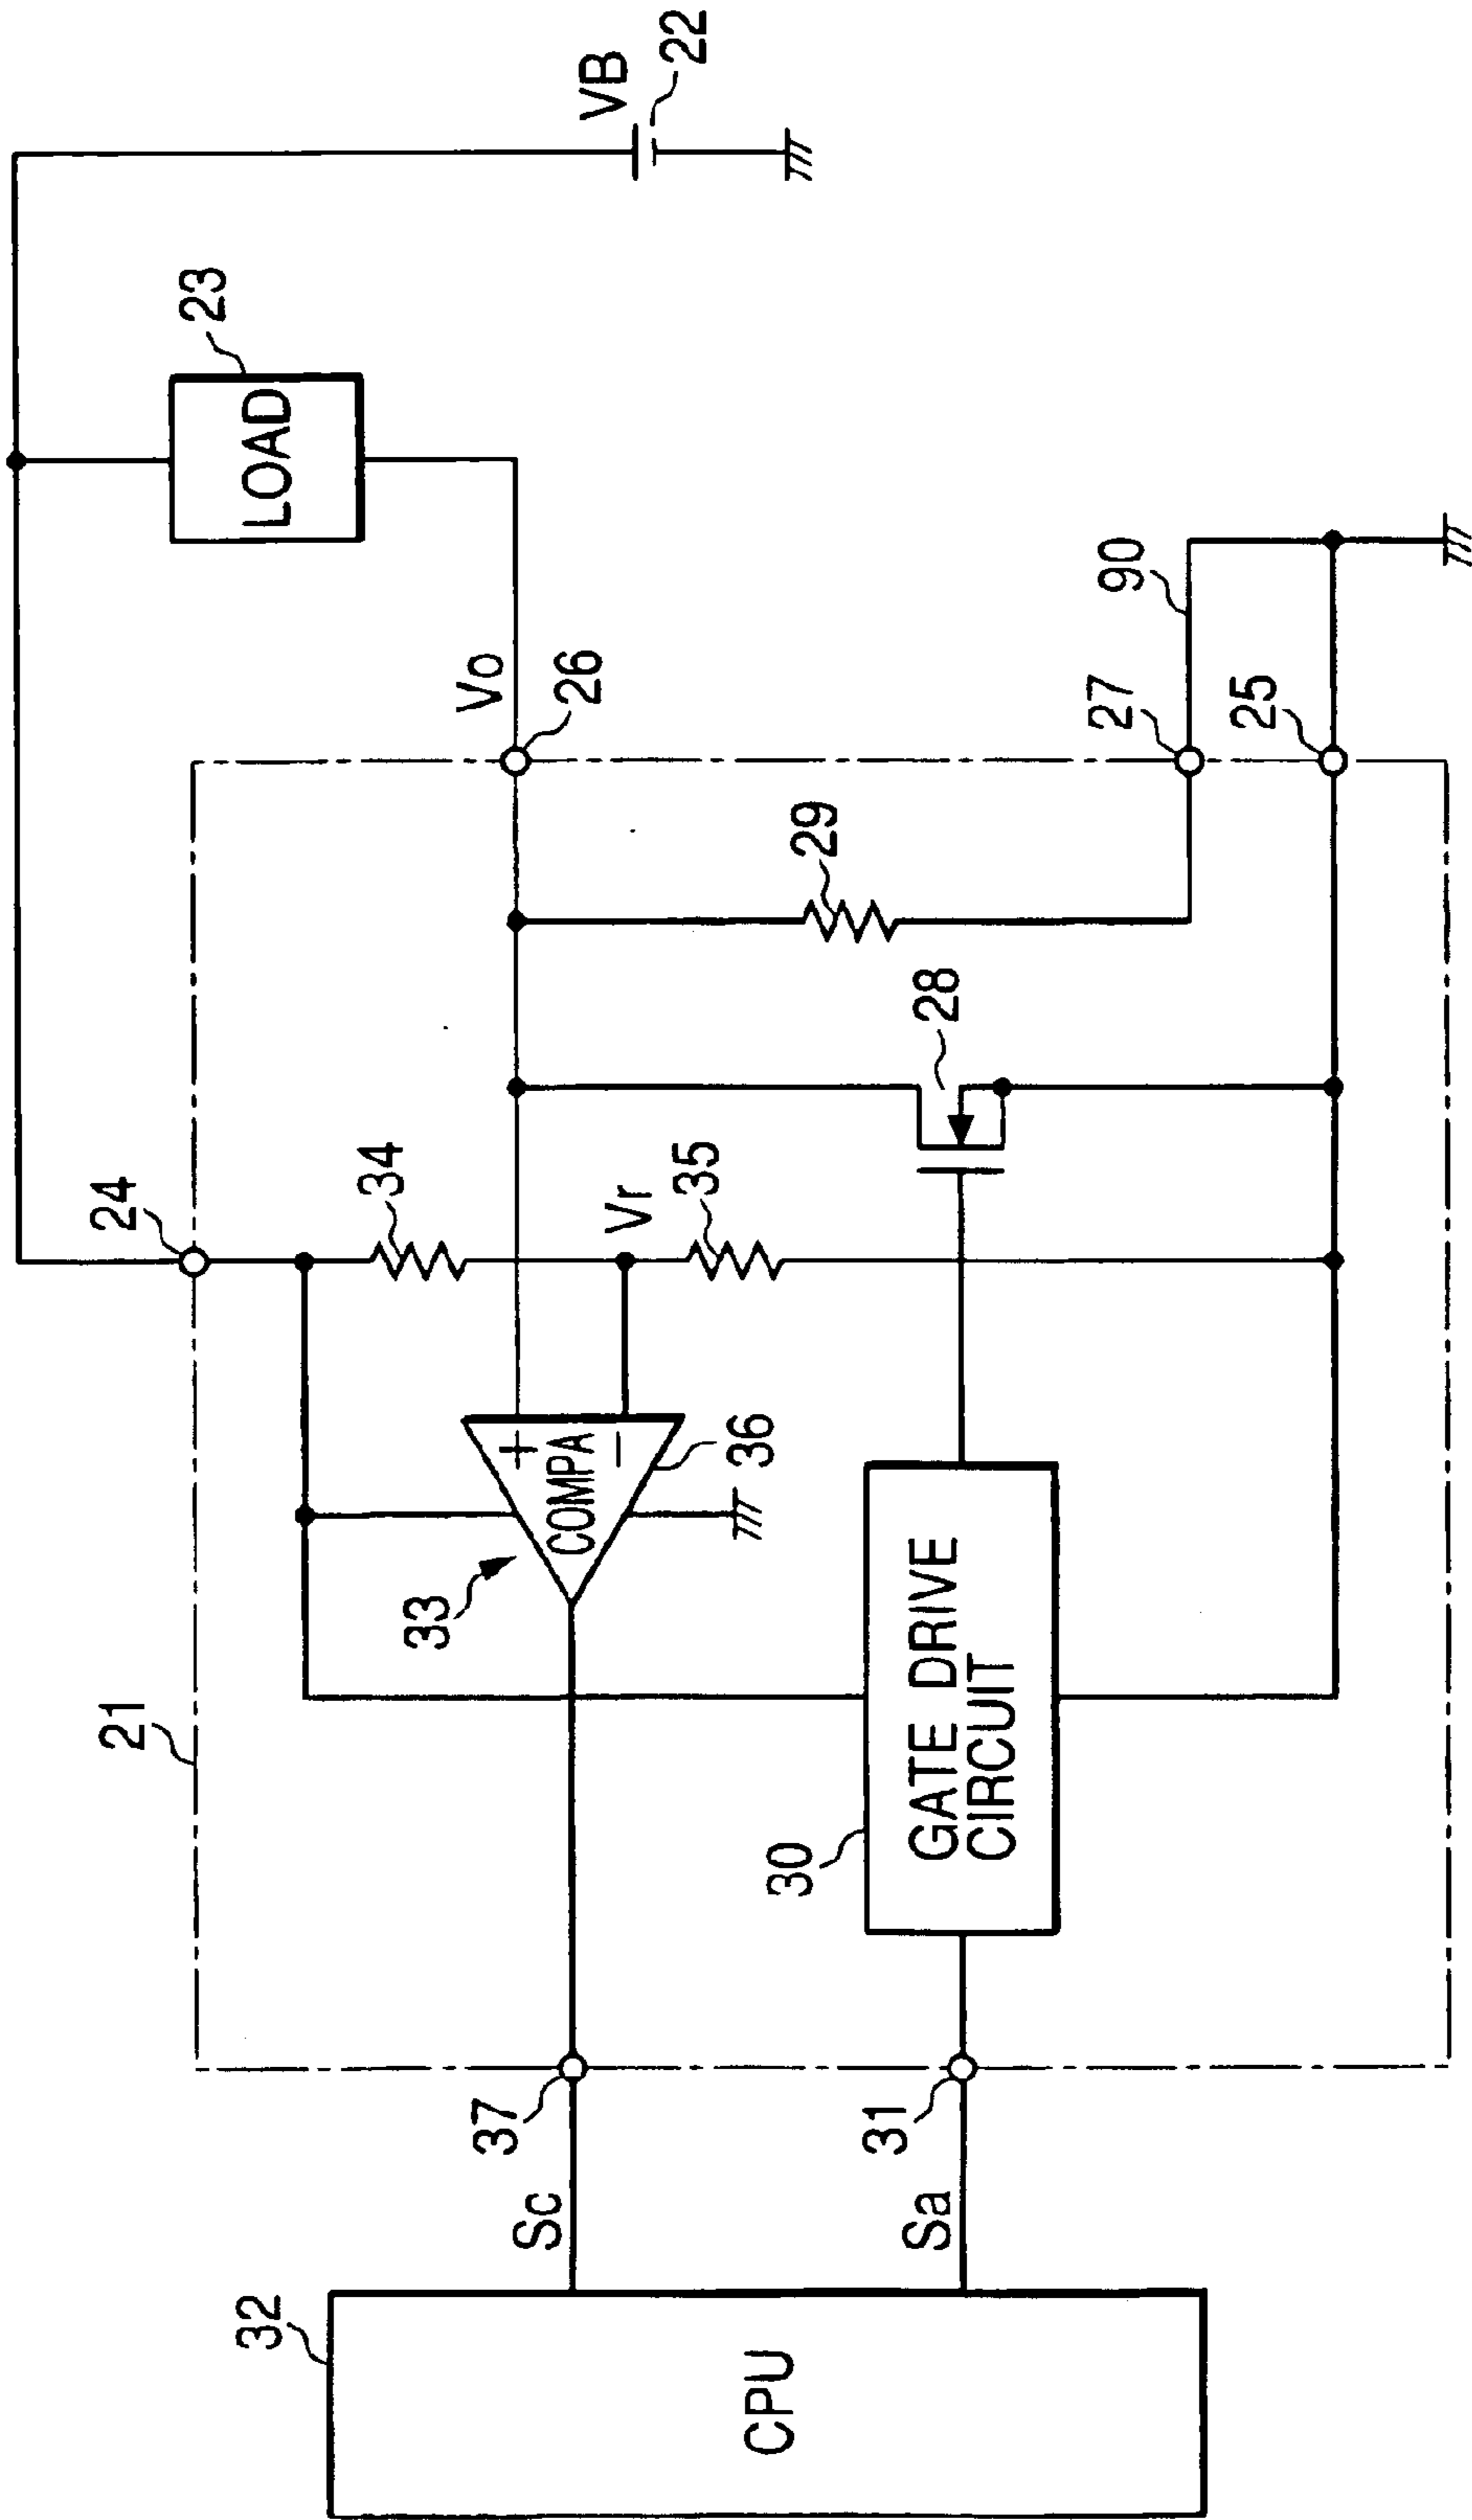 VB
22
23
LOAD
24
34
Vr
35
Vo
26
21
33
+
COMPA
−
36
29
28
90
27
25
32
CPU
Sc
37
Sa
31
30
GATE DRIVE
CIRCUIT